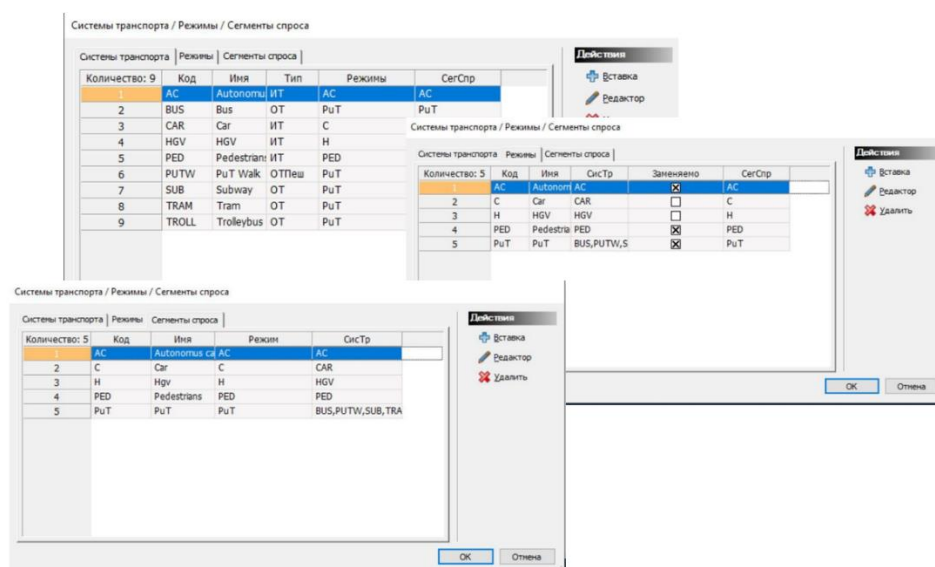 Системы транспорта / Режимы / Сегменты спроса
Системы транспорта Режимы Сегменты спроса
Количество: 9 Код Имя Тип Режимы СегСпр
1 AC Autonomu ИТ AC AC
2 BUS Bus ОТ PuT PuT
3 CAR Car ИТ C
4 HGV HGV ИТ H
5 PED Pedestrians ИТ PED
6 PUTW PuT Walk ОТПеш PuT
7 SUB Subway ОТ PuT
8 TRAM Tram ОТ PuT
9 TROLL Trolleybus ОТ PuT
Действия
Вставка
Редактор
Системы транспорта / Режимы / Сегменты спроса
Системы транспорта Режимы Сегменты спроса
Количество: 5 Код Имя СисТр Заменяемо СегСпр
1 AC Autonom AC AC
2 C Car CAR C
3 H HGV HGV H
4 PED Pedestria PED PED
5 PuT PuT BUS,PUTW,S PuT
Действия
Вставка
Редактор
Удалить
OK Отмена
Системы транспорта / Режимы / Сегменты спроса
Системы транспорта Режимы Сегменты спроса
Количество: 5 Код Имя Режим СисТр
1 AC Autonomus ca AC AC
2 C Car C CAR
3 H Hgv H HGV
4 PED Pedestrians PED PED
5 PuT PuT PuT BUS,PUTW,SUB,TRA
Действия
Вставка
Редактор
Удалить
OK Отмена